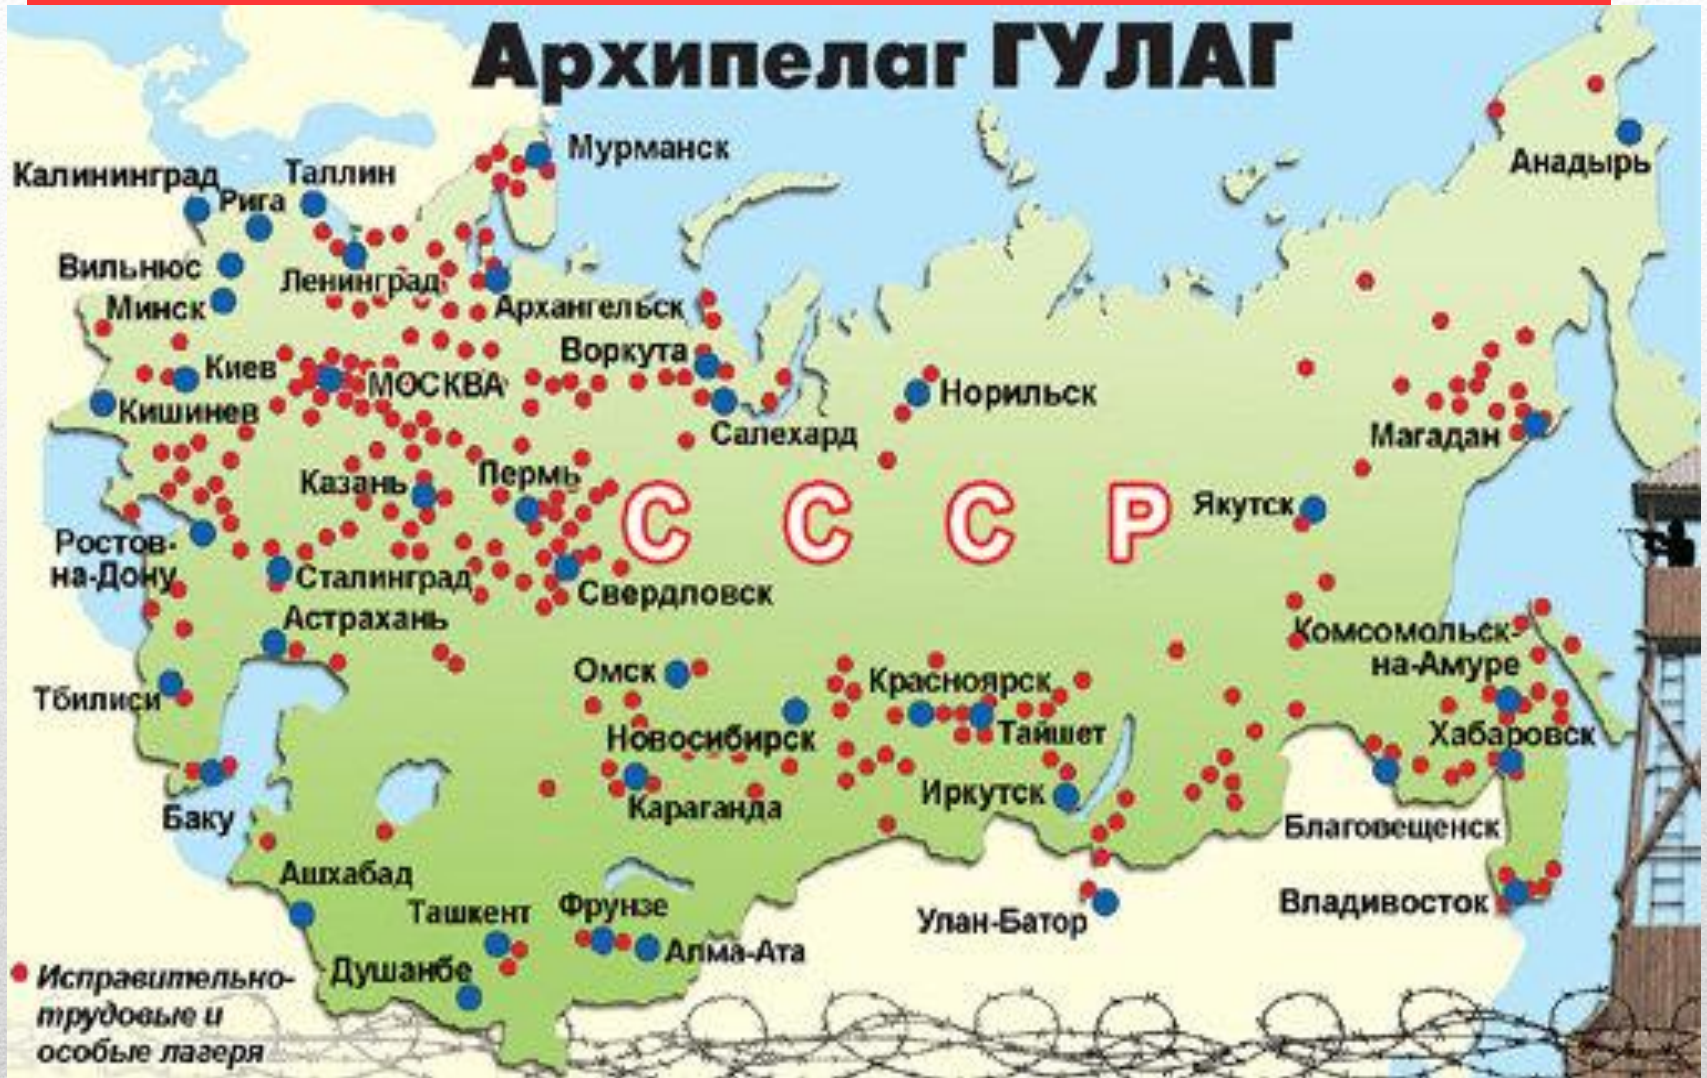 Архипелаг ГУЛАГ
Мурманск
Анадырь
Калининград
Таллин
Рига
Вильнюс
Ленинград
Минск
Архангельск
Воркута
Киев
МОСКВА
Норильск
Кишинев
Салехард
Магадан
Казань
Пермь
С С С Р
Якутск
Ростов-
на-Дону
Сталинград
Свердловск
Астрахань
Комсомольск-
на-Амуре
Омск
Красноярск
Тбилиси
Новосибирск
Тайшет
Хабаровск
Иркутск
Караганда
Баку
Благовещенск
Ашхабад
Ташкент
Фрунзе
Владивосток
Улан-Батор
Алма-Ата
Душанбе
Исправительно-
трудовые и
особые лагеря